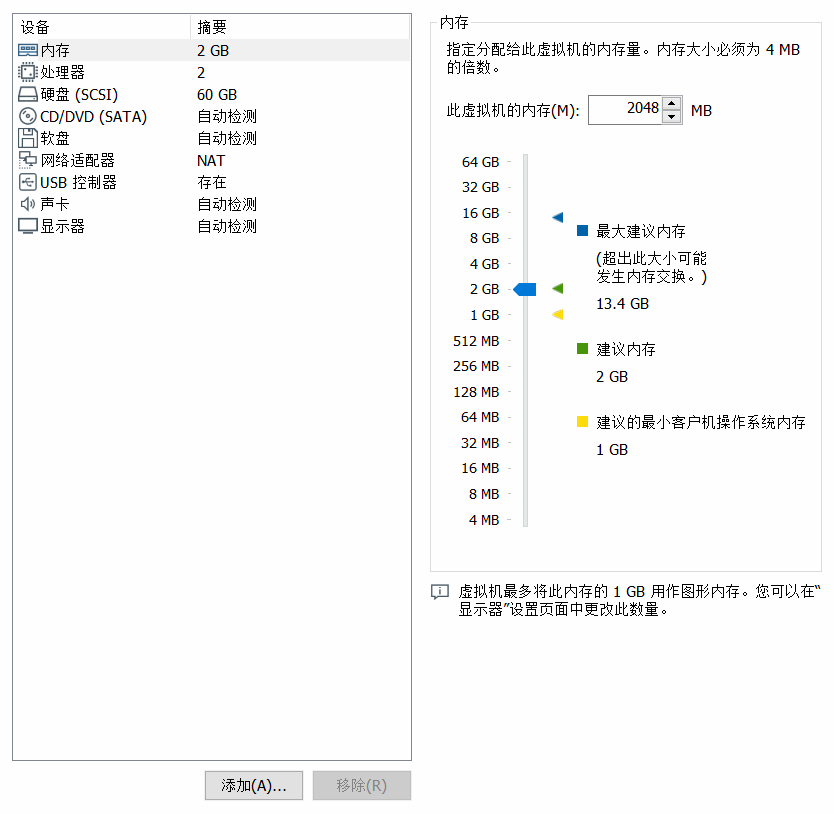 设备 摘要
内存 2 GB
处理器 2
硬盘 (SCSI) 60 GB
CD/DVD (SATA) 自动检测
软盘 自动检测
网络适配器 NAT
USB 控制器 存在
声卡 自动检测
显示器 自动检测
添加(A)... 移除(R)
内存
指定分配给此虚拟机的内存量。内存大小必须为 4 MB
的倍数。
此虚拟机的内存(M): 2048 MB
64 GB
32 GB
16 GB
8 GB
4 GB
2 GB
1 GB
512 MB
256 MB
128 MB
64 MB
32 MB
16 MB
8 MB
4 MB
最大建议内存
(超出此大小可能
发生内存交换。)
13.4 GB
建议内存
2 GB
建议的最小客户机操作系统内存
1 GB
虚拟机最多将此内存的 1 GB 用作图形内存。您可以在“
显示器”设置页面中更改此数量。